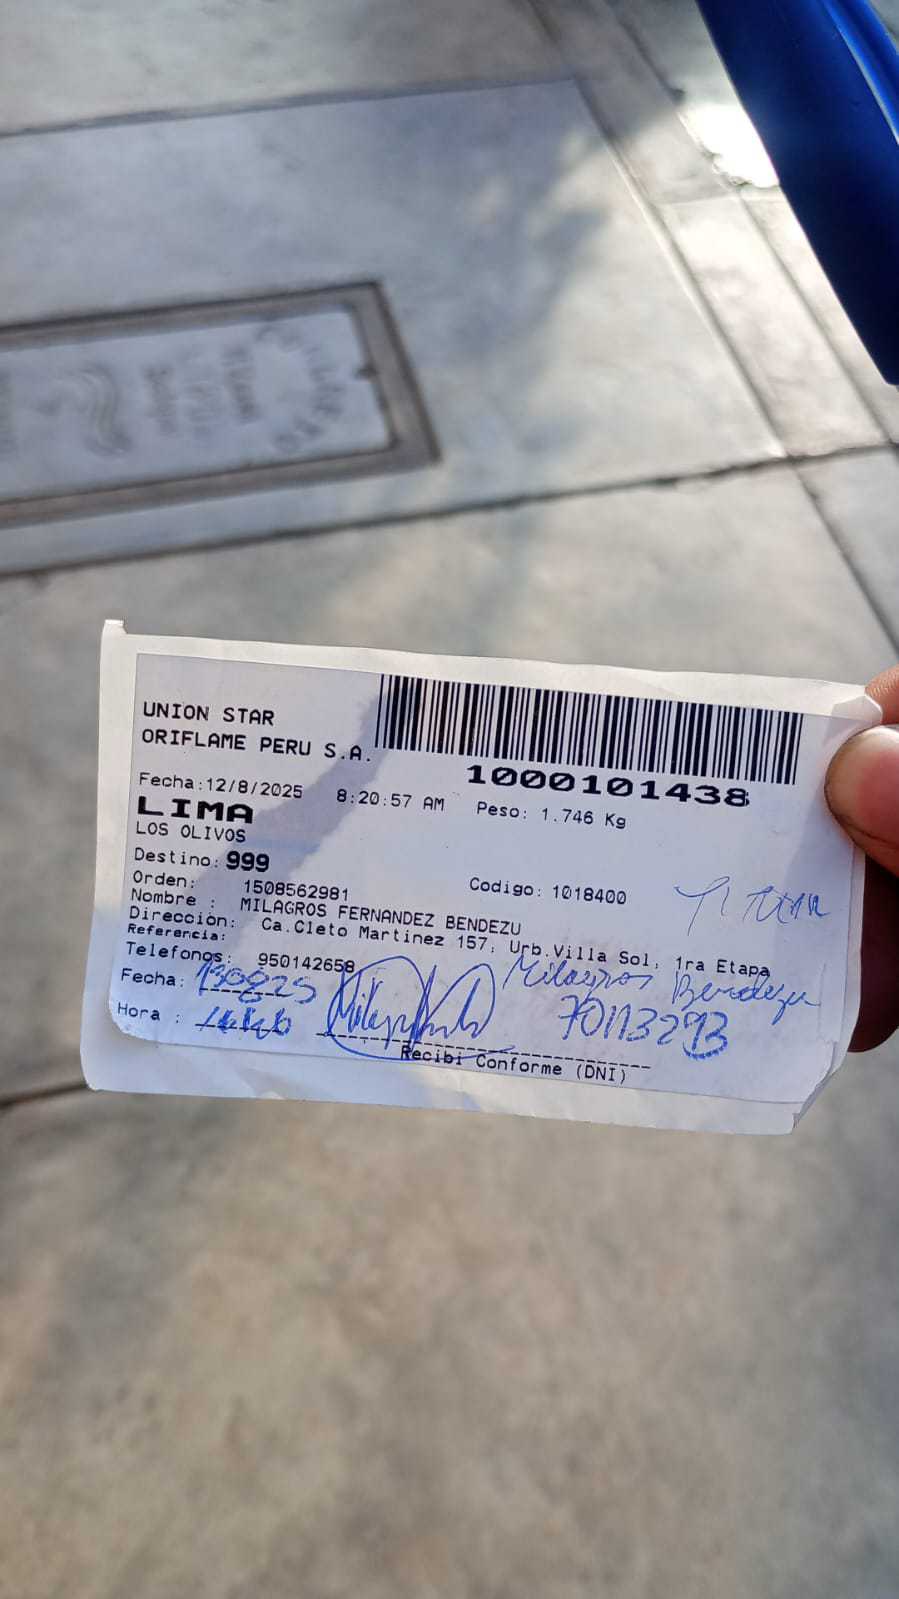 UNION STAR
ORIFLAME PERU S.A.
1000101438
Fecha:12/8/2025 8:20:57 AM Peso: 1.746 Kg
LIMA
LOS OLIVOS
Destino: 999
Orden: 1508562981 Codigo: 1018400
Nombre : MILAGROS FERNANDEZ BENDEZU
Dirección: Ca.Cleto Martinez 157, Urb.Villa Sol, 1ra Etapa
Referencia:
Telefonos: 950142658
Milagros Bendezu
Fecha: 130825
70113293
Hora :
Recibi Conforme (DNI)